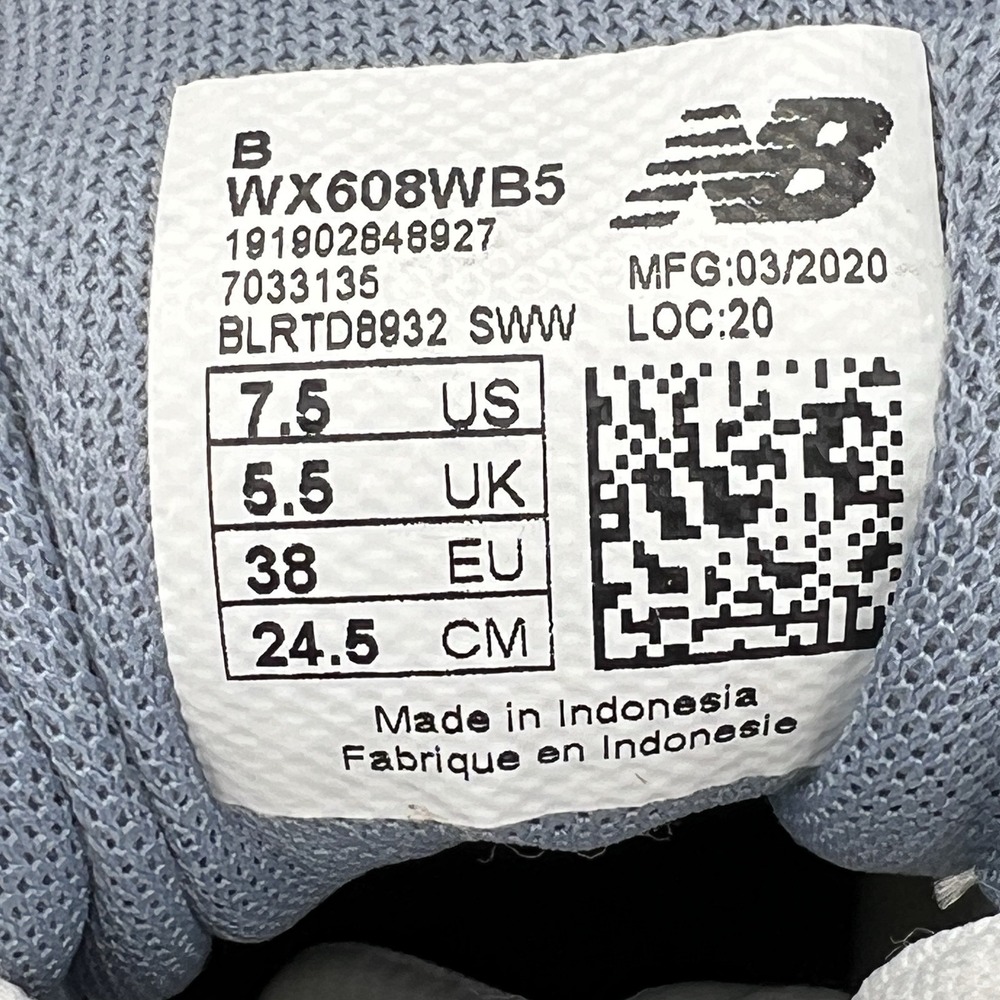 B
WX608WB5
191902848927
7033135
BLRTD8932 SWW
NB
MFG:03/2020
LOC:20
7.5 US
5.5 UK
38 EU
24.5 CM
Made in Indonesia
Fabrique en Indonesie